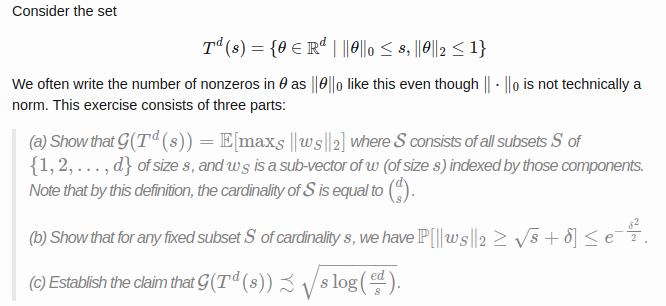 Consider the set
T^d(s) = {θ ∈ ℝ^d | ‖θ‖_0 ≤ s, ‖θ‖_2 ≤ 1}
We often write the number of nonzeros in θ as ‖θ‖_0 like this even though ‖ · ‖_0 is not technically a
norm. This exercise consists of three parts:
(a) Show that 𝒢(T^d(s)) = 𝔼[max_𝒮 ‖w_S‖_2] where 𝒮 consists of all subsets S of
{1, 2, . . . , d} of size s, and w_S is a sub-vector of w (of size s) indexed by those components.
Note that by this definition, the cardinality of 𝒮 is equal to (d s).
(b) Show that for any fixed subset S of cardinality s, we have ℙ[‖w_S‖_2 ≥ √s + δ] ≤ e^{-δ^2/2}.
(c) Establish the claim that 𝒢(T^d(s)) ≾ √(s log(ed/s)).